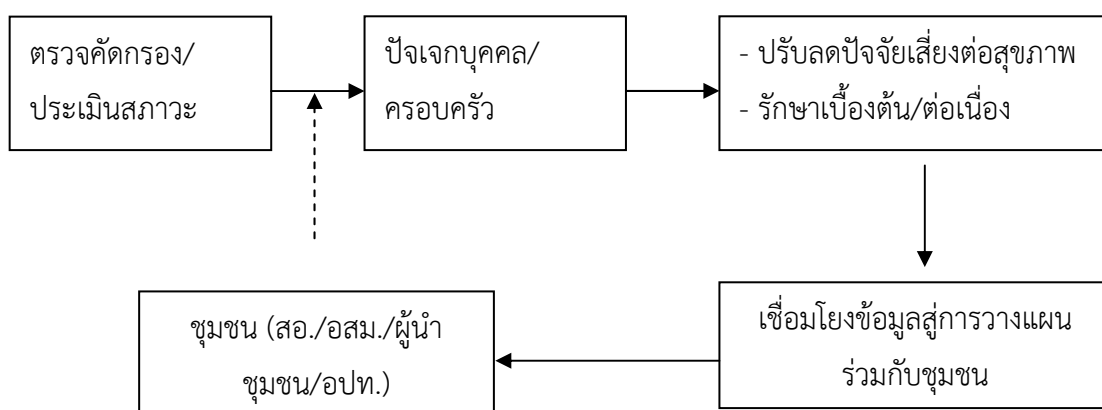 ตรวจคัดกรอง/
ประเมินสภาวะ
ปัจเจกบุคคล/
ครอบครัว
- ปรับลดปัจจัยเสี่ยงต่อสุขภาพ
- รักษาเบื้องต้น/ต่อเนื่อง
เชื่อมโยงข้อมูลสู่การวางแผน
ร่วมกับชุมชน
ชุมชน (สอ./อสม./ผู้นำ
ชุมชน/อปท.)